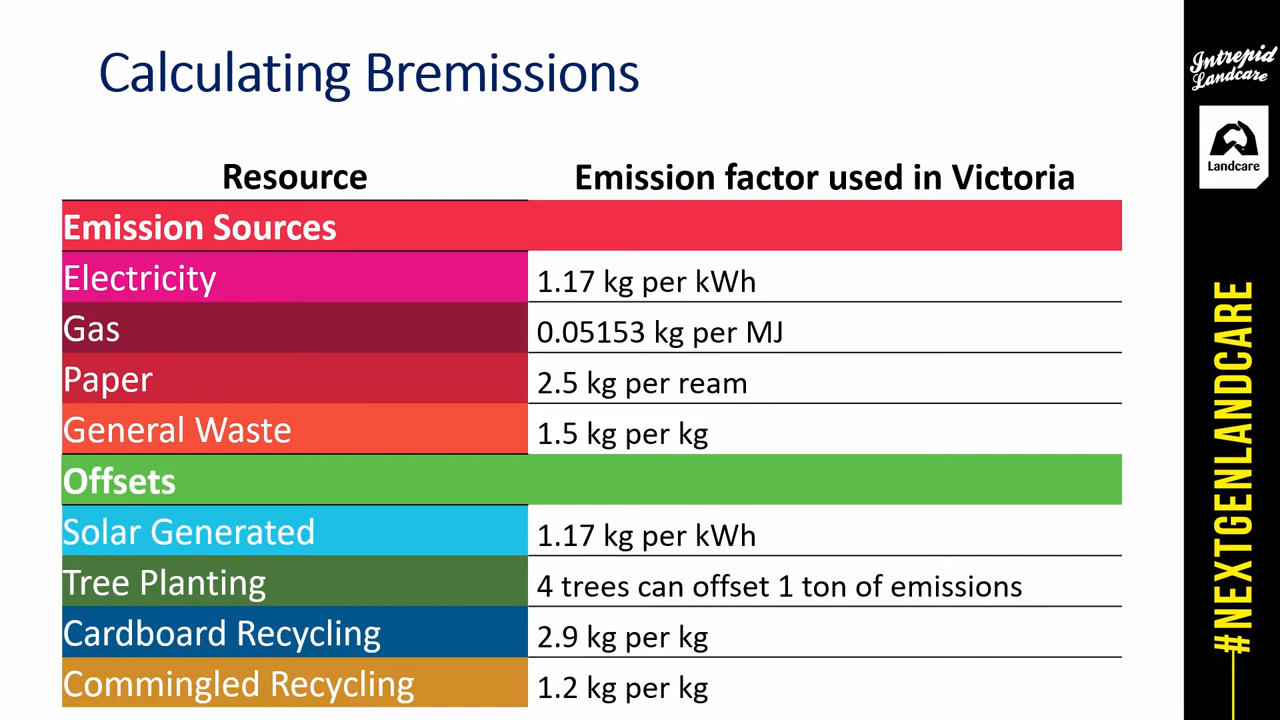 Calculating Bremissions
Resource Emission factor used in Victoria
Emission Sources
Electricity 1.17 kg per kWh
Gas 0.05153 kg per MJ
Paper 2.5 kg per ream
General Waste 1.5 kg per kg
Offsets
Solar Generated 1.17 kg per kWh
Tree Planting 4 trees can offset 1 ton of emissions
Cardboard Recycling 2.9 kg per kg
Commingled Recycling 1.2 kg per kg
Intrepid
Landcare
Landcare
#NEXTGENLANDCARE